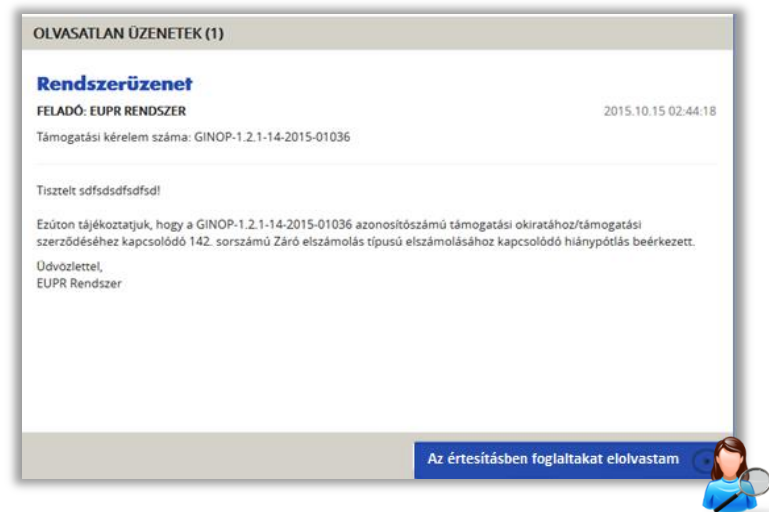 OLVASATLAN ÜZENETEK (1)
Rendszerüzenet
FELADÓ: EUPR RENDSZER 2015.10.15 02:44:18
Támogatási kérelem száma: GINOP-1.2.1-14-2015-01036
Tisztelt sdfsdsdfsdfsd!
Ezúton tájékoztatjuk, hogy a GINOP-1.2.1-14-2015-01036 azonosítószámú támogatási okiratához/támogatási
szerződéséhez kapcsolódó 142. sorszámú Záró elszámolás típusú elszámolásához kapcsolódó hiánypótlás beérkezett.
Üdvözlettel,
EUPR Rendszer
Az értesítésben foglaltakat elolvastam